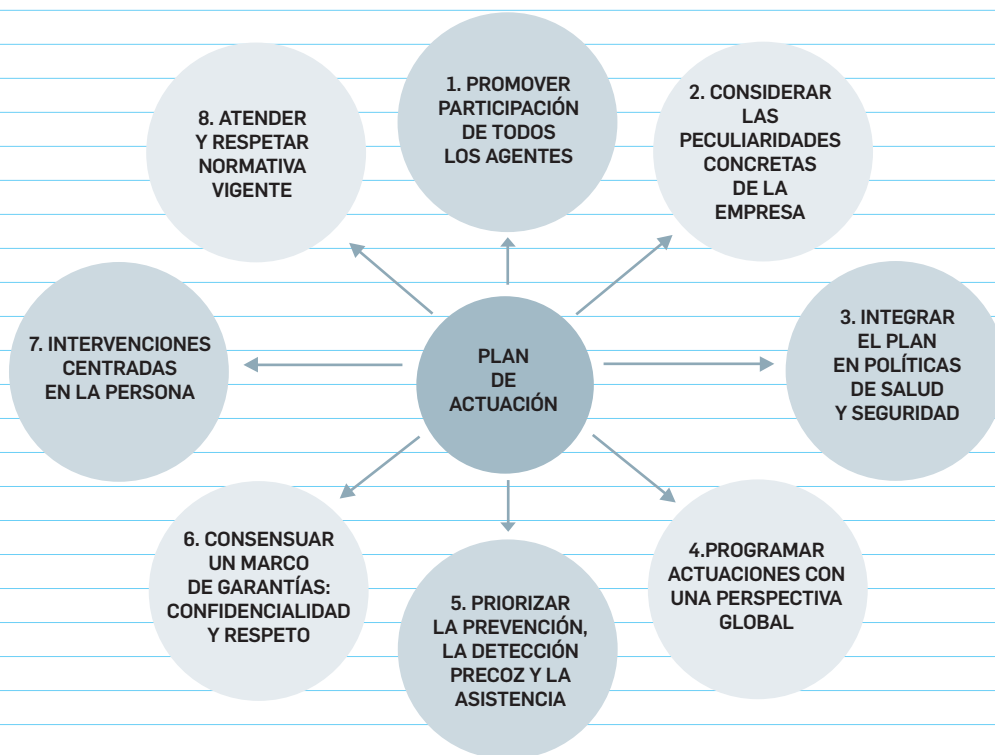 1. PROMOVER
PARTICIPACIÓN
DE TODOS
LOS AGENTES
2. CONSIDERAR
LAS
PECULIARIDADES
CONCRETAS
DE LA
EMPRESA
3. INTEGRAR
EL PLAN
EN POLÍTICAS
DE SALUD
Y SEGURIDAD
4.PROGRAMAR
ACTUACIONES CON
UNA PERSPECTIVA
GLOBAL
5. PRIORIZAR
LA PREVENCIÓN,
LA DETECCIÓN
PRECOZ Y LA
ASISTENCIA
6. CONSENSUAR
UN MARCO
DE GARANTÍAS:
CONFIDENCIALIDAD
Y RESPETO
7. INTERVENCIONES
CENTRADAS
EN LA PERSONA
8. ATENDER
Y RESPETAR
NORMATIVA
VIGENTE
PLAN
DE
ACTUACIÓN